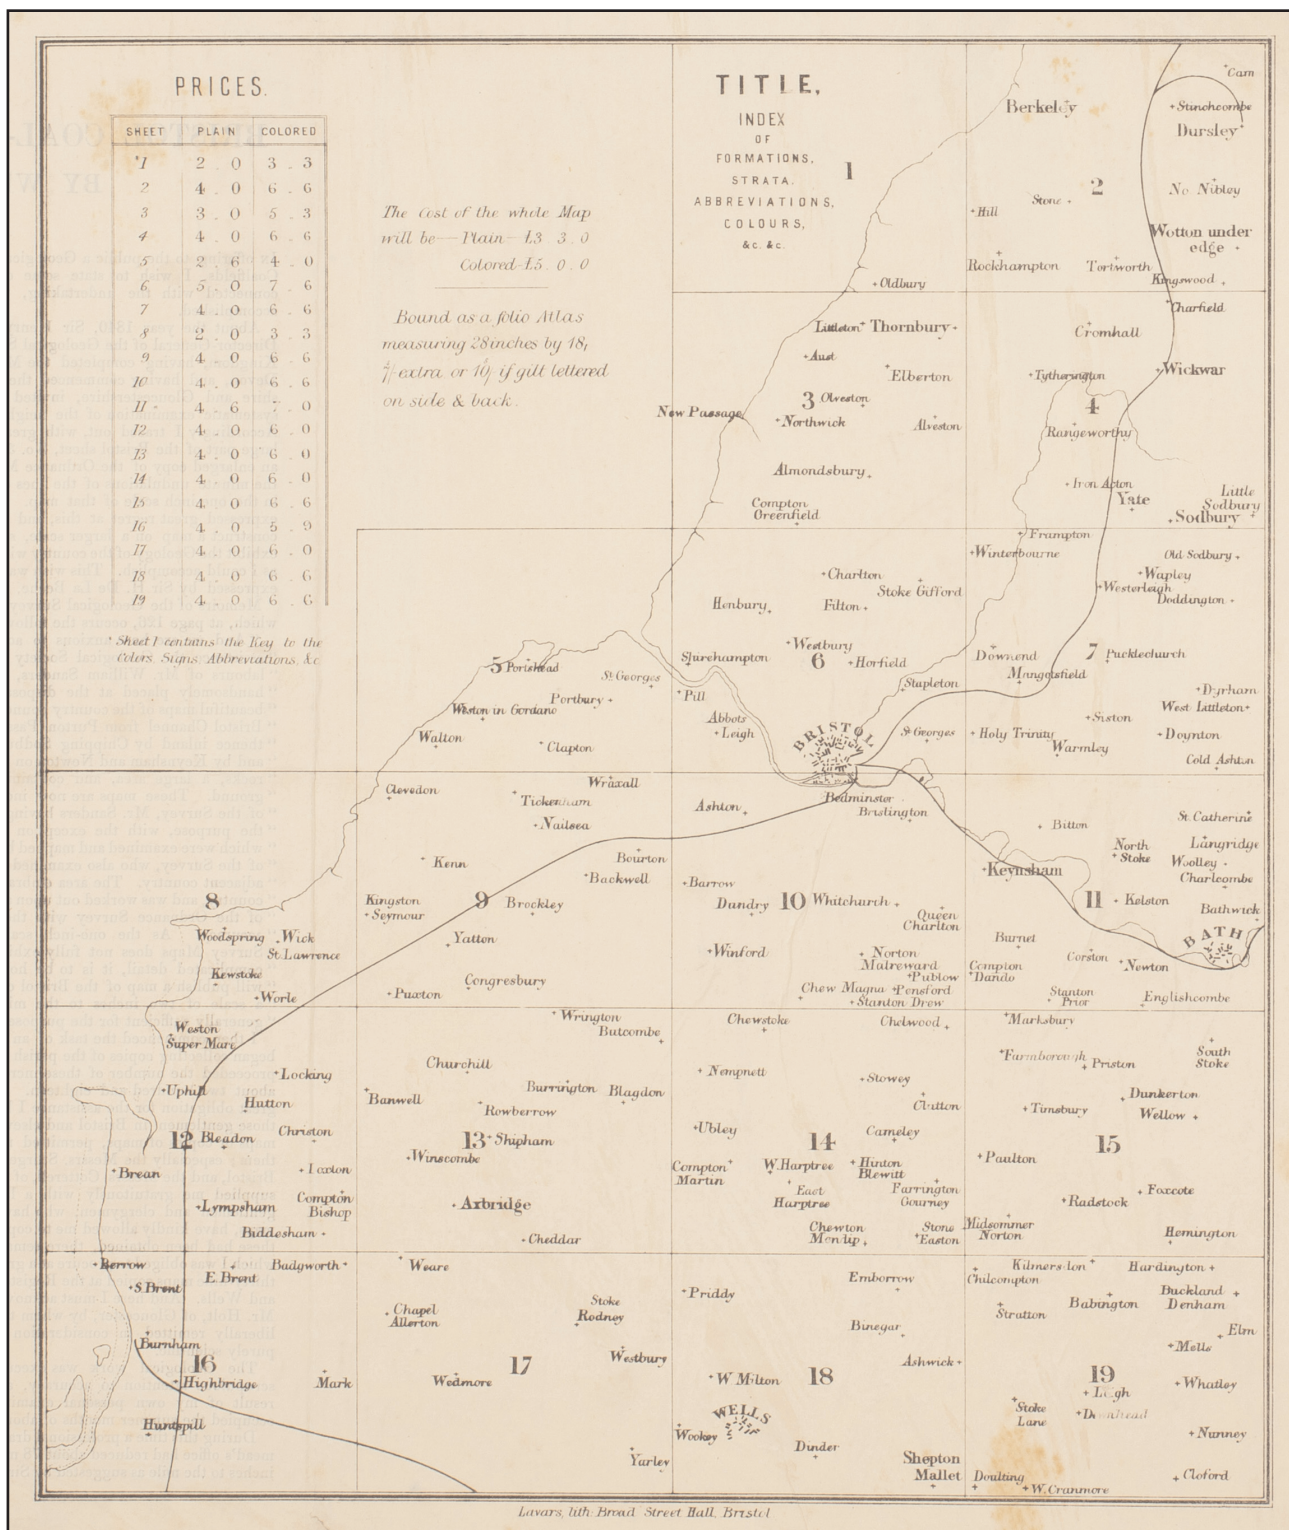 PRICES.
SHEET PLAIN COLORED
*1 2 . 0 3 . 3
2 4 . 0 6 . 6
3 3 . 0 5 . 3
4 4 . 0 6 . 6
5 2 . 6 4 . 0
6 5 . 0 7 . 6
7 4 . 0 6 . 6
8 2 . 0 3 . 3
9 4 . 0 6 . 6
10 4 . 0 6 . 6
11 4 . 6 7 . 0
12 4 . 0 6 . 0
13 4 . 0 6 . 0
14 4 . 0 6 . 0
15 4 . 0 6 . 6
16 4 . 0 5 . 9
17 4 . 0 6 . 0
18 4 . 0 6 . 6
19 4 . 0 6 . 6
* Sheet 1 contains the Key to the
Colors, Signs, Abbreviations, &c
The Cost of the whole Map
will be — Plain — £3 3 . 0
Colored — £5 . 0 . 0
Bound as a folio Atlas
measuring 28 inches by 18,
4/- extra or 10/ if gilt lettered
on side & back.
TITLE,
INDEX
OF
FORMATIONS,
STRATA,
ABBREVIATIONS,
COLOURS,
&c. &c.
1
Oldbury
Cam
Berkeley
Stinchcombe
Dursley
2
No Nibley
Stone
Hill
Wotton under
edge
Rockhampton
Tortworth
Kingswood
Littleton
Thornbury
Aust
Elberton
3
Olveston
New Passage
Northwick
Alveston
Almondsbury
Compton
Greenfield
Charfield
Cromhall
Tytherington
Wickwar
4
Rangeworthy
Iron Acton
Yate
Little
Sodbury
Sodbury
5
Portishead
St Georges
Portbury
Weston in Gordano
Walton
Clapton
Charlton
Stoke Gifford
Henbury
Filton
Westbury
Shirehampton
6
Horfield
Pill
Stapleton
Abbots
Leigh
BRISTOL
St Georges
Frampton
Winterbourne
Old Sodbury
Wapley
Westerleigh
Doddington
Downend
7
Pucklechurch
Mangotsfield
Dyrham
West Littleton
Siston
Holy Trinity
Doynton
Warmley
Cold Ashton
8
Woodspring
Wick
St Lawrence
Kewstoke
Worle
Clevedon
Wraxall
Tickenham
Nailsea
Kenn
Bourton
Backwell
Kingston
Seymour
9
Brockley
Yatton
Congresbury
Puxton
Bedminster
Ashton
Brislington
Barrow
Dundry
10
Whitchurch
Queen
Charlton
Winford
Norton
Malreward
Publow
Chew Magna
Pensford
Stanton Drew
Bitton
St Catherine
North
Stoke
Langridge
Woolley
Keynsham
Charlcombe
11
Kelston
Bathwick
BATH
Burnet
Corston
Compton
Dando
Newton
Stanton
Prior
Englishcombe
Weston
Super Mare
Locking
Uphill
Hutton
12
Bleadon
Christon
Brean
Loxton
Lympsham
Compton
Bishop
Biddesham
Wrington
Butcombe
Churchill
Burrington
Blagdon
Banwell
Rowberrow
13
Shipham
Winscombe
Axbridge
Cheddar
Chewstoke
Chelwood
Nempnett
Stowey
Clutton
Ubley
14
Cameley
Compton
Martin
W. Harptree
Hinton
Blewitt
East
Harptree
Farrington
Gourney
Chewton
Mendip
Stone
Easton
Marksbury
Farmborough
Priston
South
Stoke
Dunkerton
Timsbury
Wellow
15
Paulton
Foxcote
Radstock
Midsommer
Norton
Hemington
Berrow
S. Brent
E. Brent
Badgworth
Burnham
16
Highbridge
Mark
Huntspill
Weare
Chapel
Allerton
Stoke
Rodney
Westbury
17
Wedmore
Yarley
Emborrow
Priddy
Binegar
Ashwick
W Milton
18
WELLS
Wookey
Dinder
Shepton
Mallet
Kilmersdon
Hardington
Chilcompton
Buckland
Denham
Babington
Stratton
Elm
Mells
19
Leigh
Whatley
Stoke
Lane
Nunney
Doulting
W. Cranmore
Cloford
Lavars, lith: Broad Street Hall, Bristol